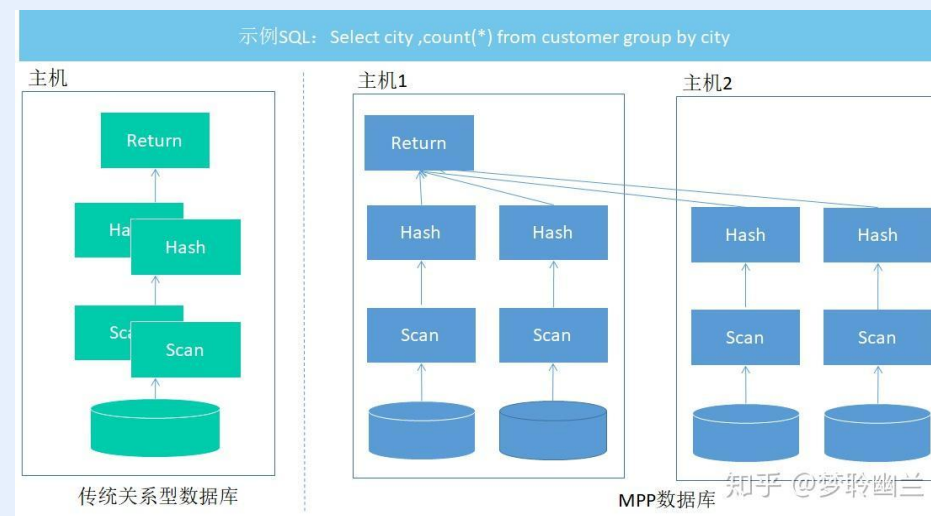 示例SQL：Select city ,count(*) from customer group by city
主机
主机1
主机2
Return
Return
Ha
Hash
Hash
Hash
Hash
Hash
Sca
Scan
Scan
Scan
Scan
Scan
传统关系型数据库
MPP数据库
知乎 @梦聆幽兰